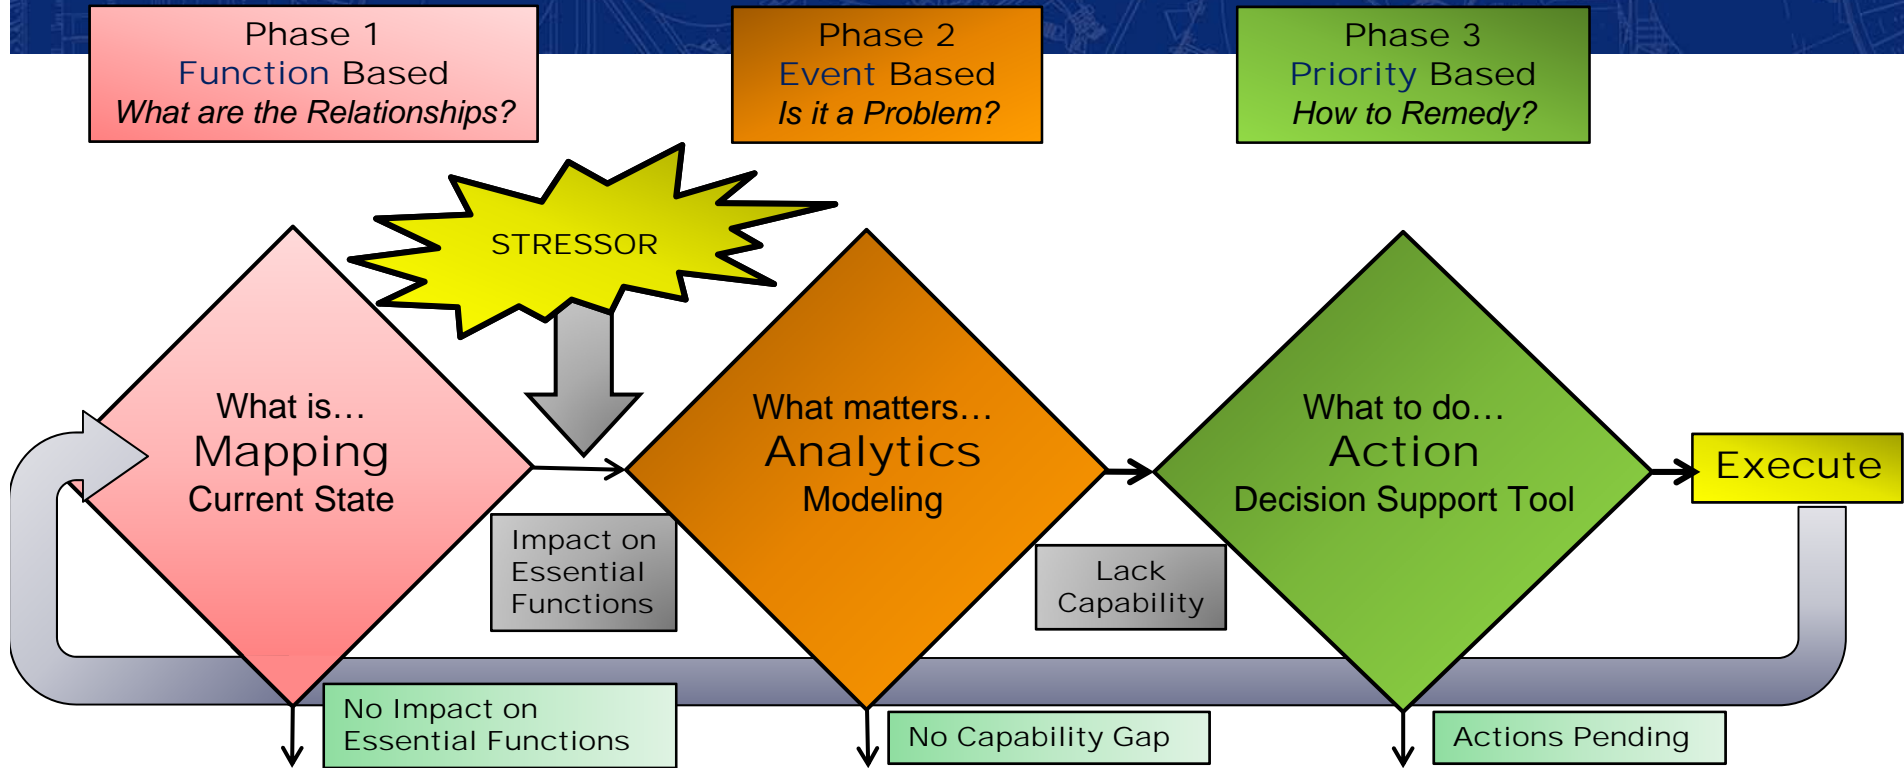 Phase 1
Function Based
What are the Relationships?
Phase 2
Event Based
Is it a Problem?
Phase 3
Priority Based
How to Remedy?
STRESSOR
What is…
Mapping
Current State
What matters…
Analytics
Modeling
What to do…
Action
Decision Support Tool
Execute
Impact on
Essential
Functions
Lack
Capability
No Impact on
Essential Functions
No Capability Gap
Actions Pending